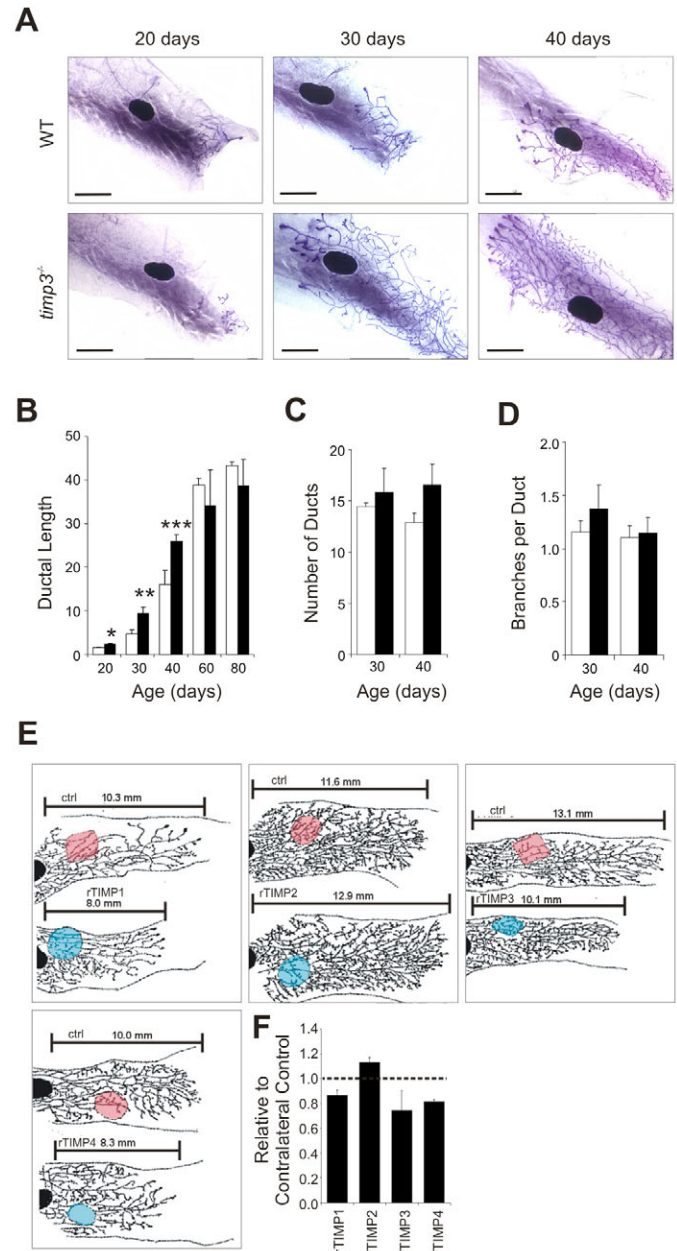 A
20 days
30 days
40 days
WT
timp3-/-
B
Ductal Length
50
40
30
20
10
0
*
**
***
20
30
40
60
80
Age (days)
C
Number of Ducts
20
15
10
5
0
30
40
Age (days)
D
Branches per Duct
2.0
1.5
1.0
0.5
0
30
40
Age (days)
E
ctrl
10.3 mm
rTIMP1
8.0 mm
ctrl
11.6 mm
rTIMP2
12.9 mm
ctrl
13.1 mm
rTIMP3
10.1 mm
ctrl
10.0 mm
rTIMP4
8.3 mm
F
Relative to
Contralateral Control
1.4
1.2
1.0
0.8
0.6
0.4
0.2
0.0
rTIMP1
TIMP2
TIMP3
TIMP4